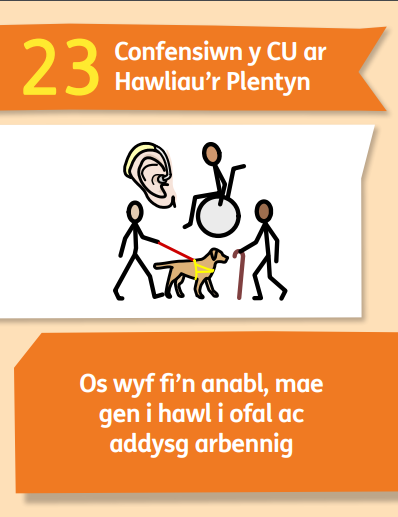 23
Confensiwn y CU ar
Hawliau'r Plentyn
Os wyf fi'n anabl, mae
gen i hawl i ofal ac
addysg arbennig